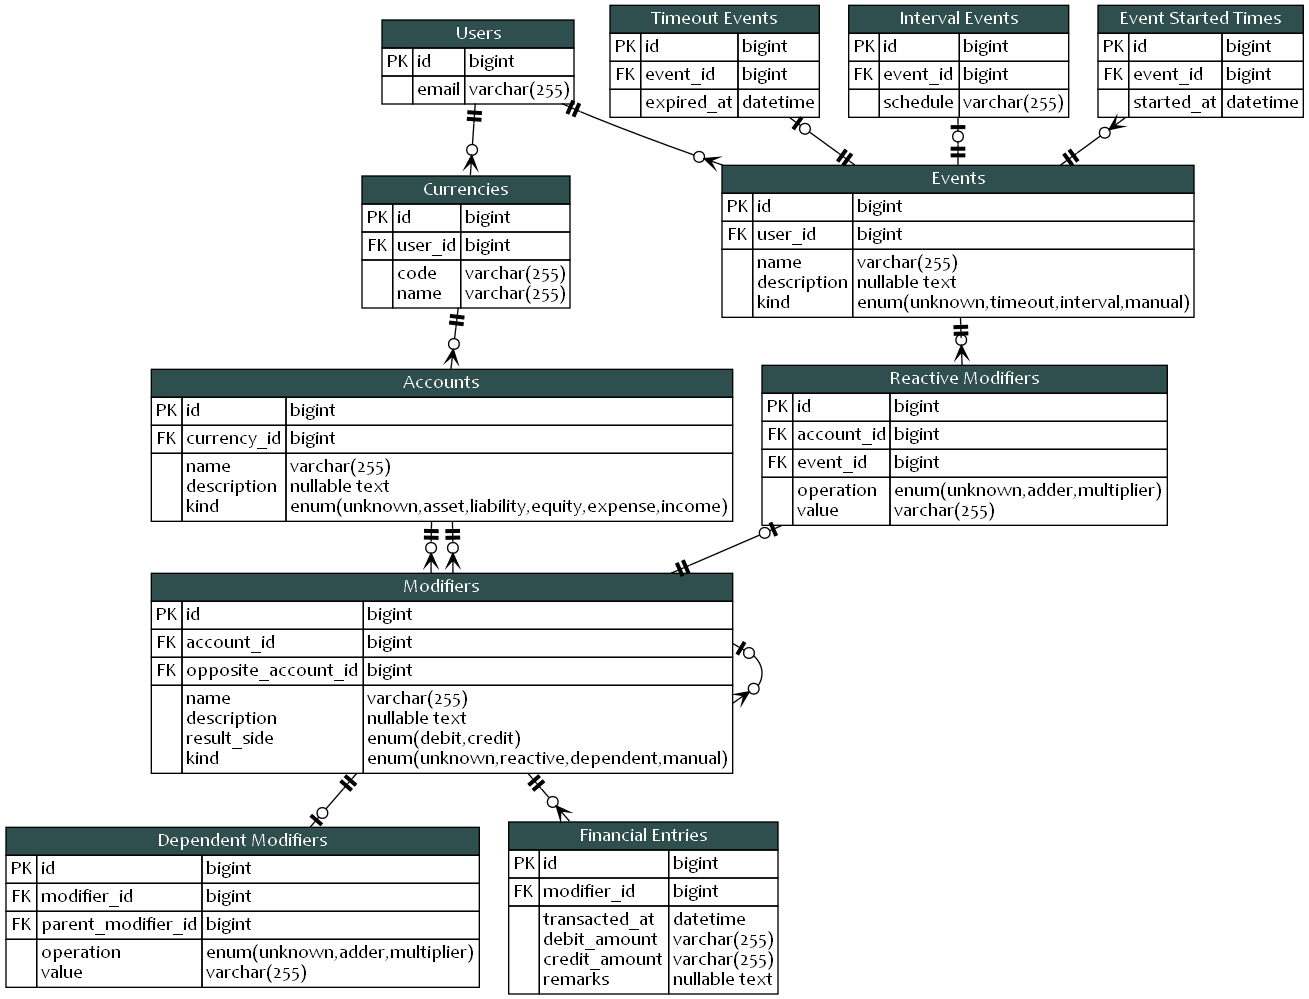 Users
PK id bigint
email varchar(255)
Timeout Events
PK id bigint
FK event_id bigint
expired_at datetime
Interval Events
PK id bigint
FK event_id bigint
schedule varchar(255)
Event Started Times
PK id bigint
FK event_id bigint
started_at datetime
Currencies
PK id bigint
FK user_id bigint
code varchar(255)
name varchar(255)
Events
PK id bigint
FK user_id bigint
name varchar(255)
description nullable text
kind enum(unknown,timeout,interval,manual)
Accounts
PK id bigint
FK currency_id bigint
name varchar(255)
description nullable text
kind enum(unknown,asset,liability,equity,expense,income)
Reactive Modifiers
PK id bigint
FK account_id bigint
FK event_id bigint
operation enum(unknown,adder,multiplier)
value varchar(255)
Modifiers
PK id bigint
FK account_id bigint
FK opposite_account_id bigint
name varchar(255)
description nullable text
result_side enum(debit,credit)
kind enum(unknown,reactive,dependent,manual)
Dependent Modifiers
PK id bigint
FK modifier_id bigint
FK parent_modifier_id bigint
operation enum(unknown,adder,multiplier)
value varchar(255)
Financial Entries
PK id bigint
FK modifier_id bigint
transacted_at datetime
debit_amount varchar(255)
credit_amount varchar(255)
remarks nullable text